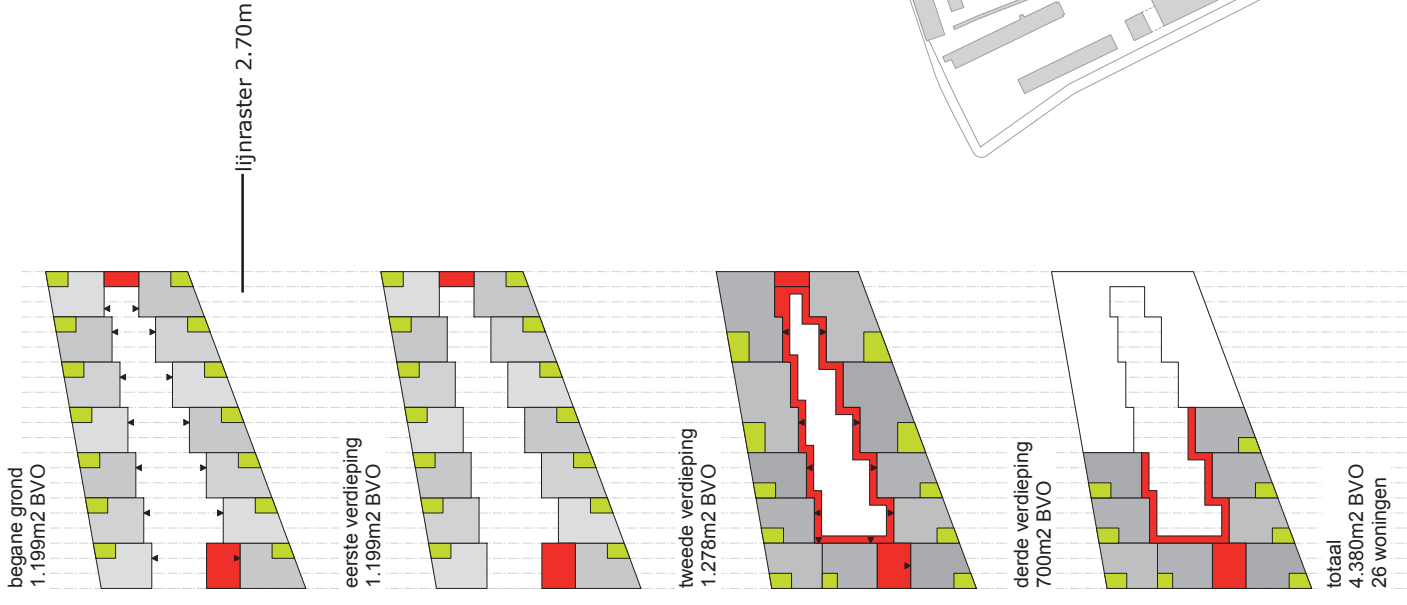 lijnraster 2.70m
begane grond
1.199m2 BVO
eerste verdieping
1.199m2 BVO
tweede verdieping
1.278m2 BVO
derde verdieping
700m2 BVO
totaal
4.380m2 BVO
26 woningen